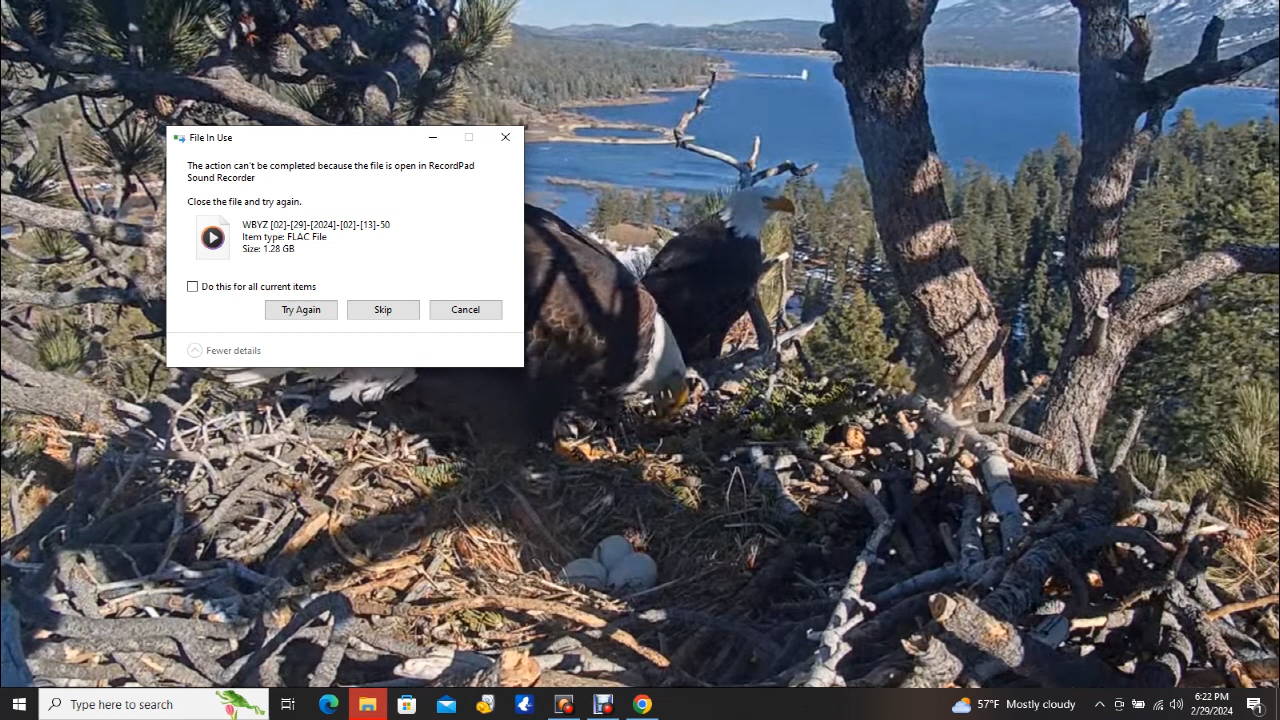 File In Use
The action can't be completed because the file is open in RecordPad
Sound Recorder
Close the file and try again.
WBYZ [02]-[29]-[2024]-[02]-[13]-50
Item type: FLAC File
Size: 1.28 GB
Do this for all current items
Try Again
Skip
Cancel
Fewer details
Type here to search
57°F Mostly cloudy
6:22 PM
2/29/2024
1